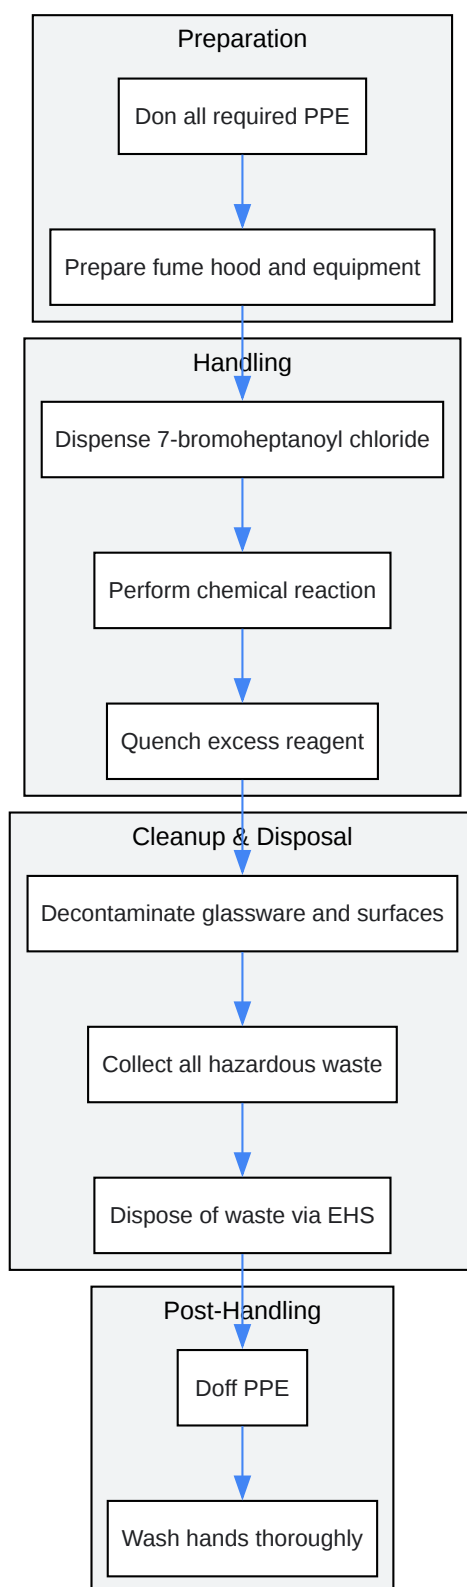 Preparation
Don all required PPE
Prepare fume hood and equipment
Handling
Dispense 7-bromoheptanoyl chloride
Perform chemical reaction
Quench excess reagent
Cleanup & Disposal
Decontaminate glassware and surfaces
Collect all hazardous waste
Dispose of waste via EHS
Post-Handling
Doff PPE
Wash hands thoroughly